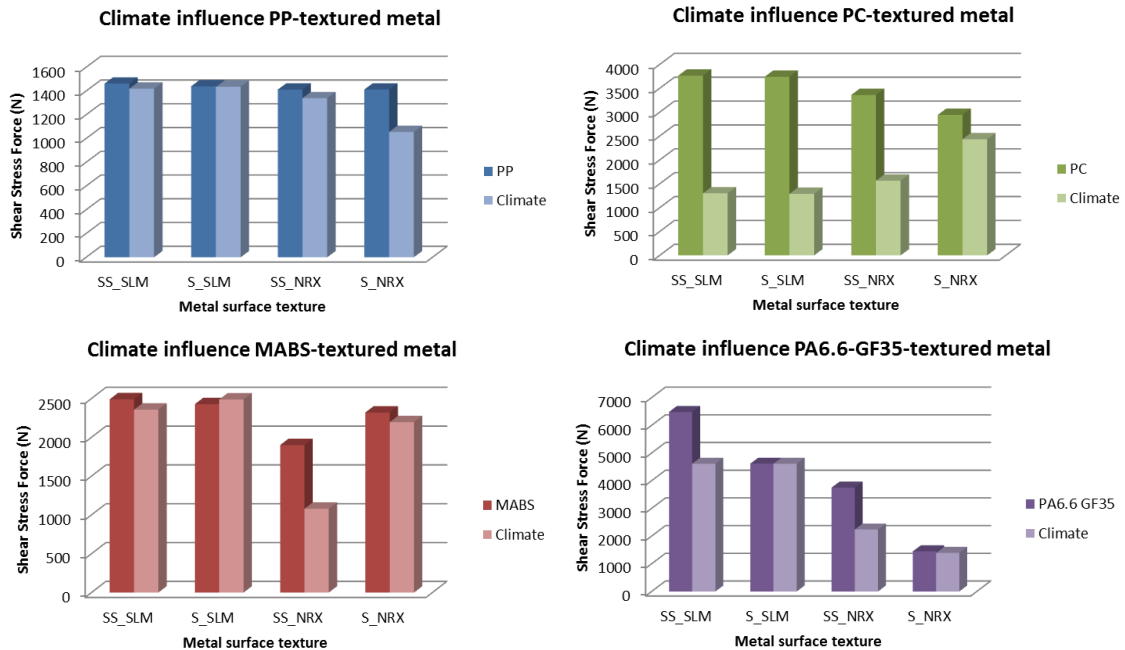 Climate influence PP-textured metal
Shear Stress Force (N)
1600
1400
1200
1000
800
600
400
200
0
SS_SLM S_SLM SS_NRX S_NRX
Metal surface texture
PP
Climate
Climate influence PC-textured metal
Shear Stress Force (N)
4000
3500
3000
2500
2000
1500
1000
500
0
SS_SLM S_SLM SS_NRX S_NRX
Metal surface texture
PC
Climate
Climate influence MABS-textured metal
Shear Stress Force (N)
2500
2000
1500
1000
500
0
SS_SLM S_SLM SS_NRX S_NRX
Metal surface texture
MABS
Climate
Climate influence PA6.6-GF35-textured metal
Shear Stress Force (N)
7000
6000
5000
4000
3000
2000
1000
0
SS_SLM S_SLM SS_NRX S_NRX
Metal surface texture
PA6.6 GF35
Climate